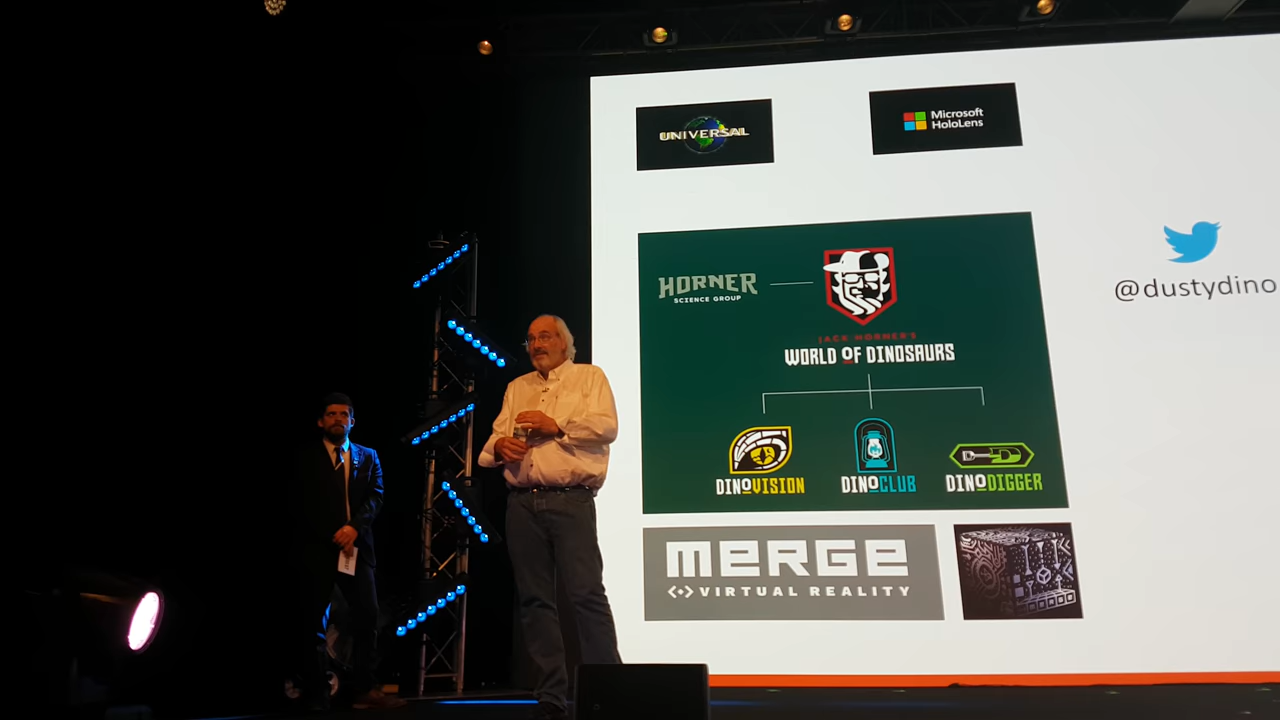 UNIVERSAL
Microsoft
HoloLens
HORNER
SCIENCE GROUP
JACK HORNER'S
WORLD OF DINOSAURS
@dustydino
DINOVISION
DINOCLUB
DINODIGGER
MERGE
VIRTUAL REALITY